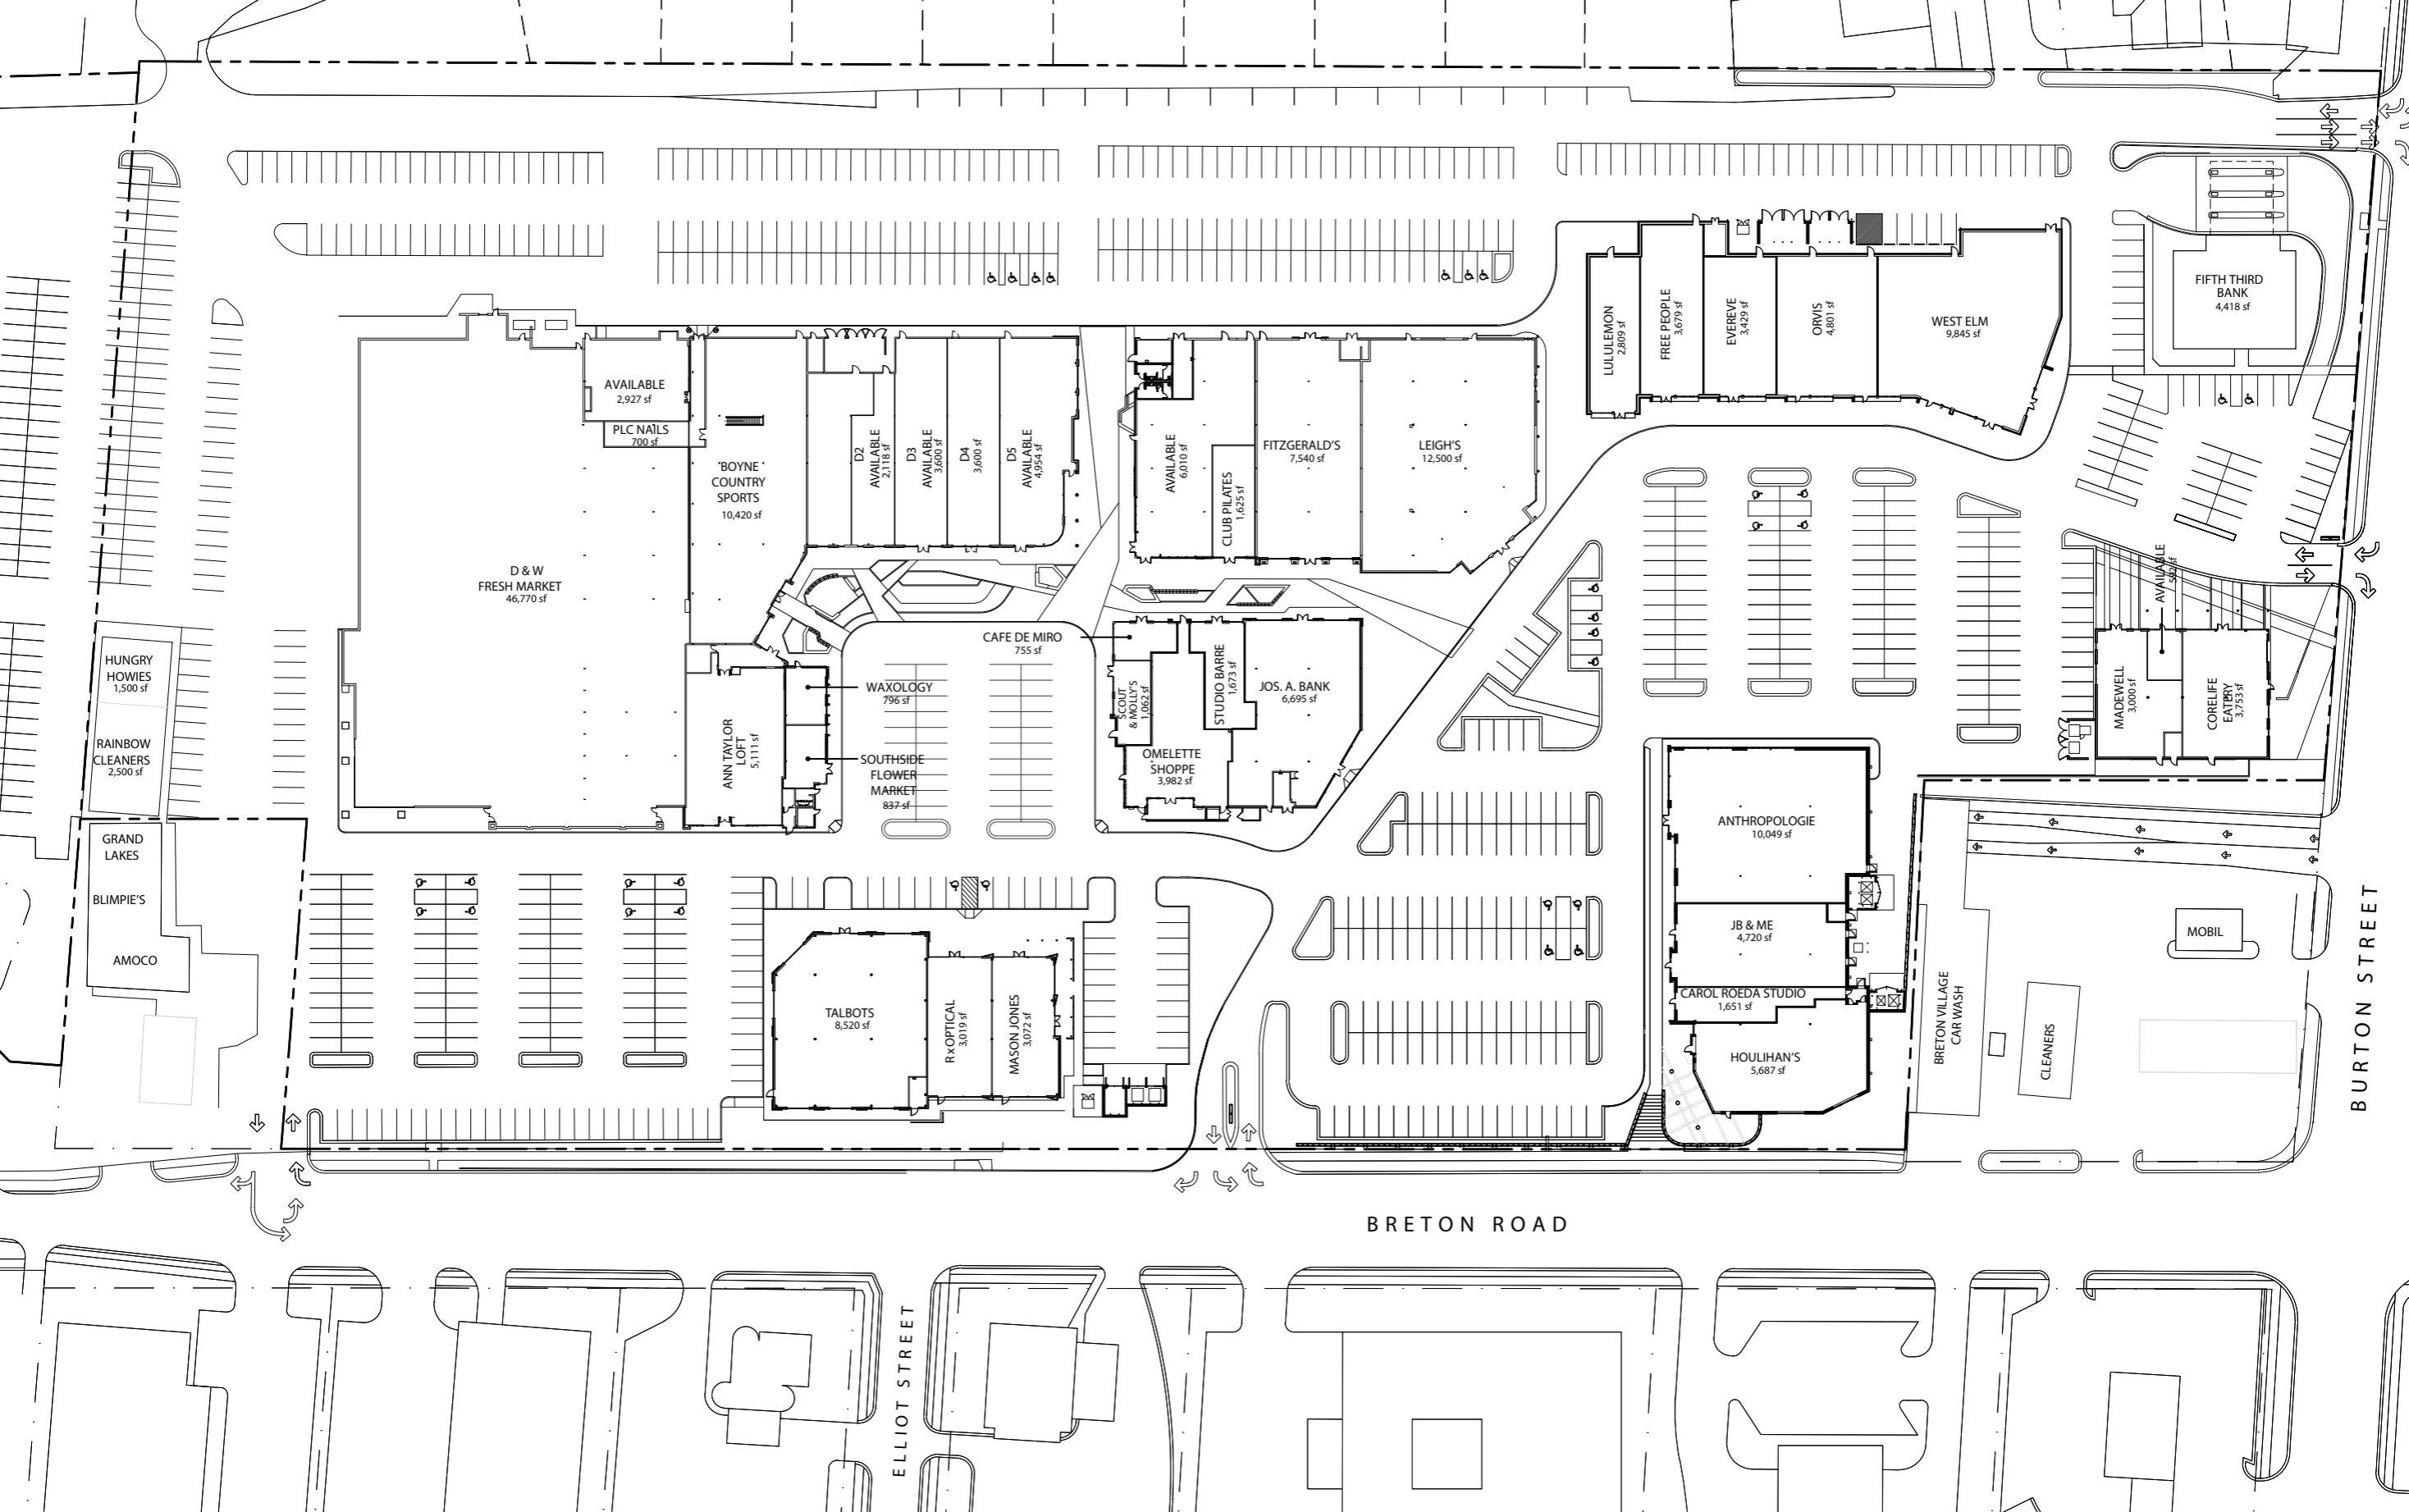 FIFTH THIRD
BANK
4,418 sf
LULULEMON
2,809 sf
FREE PEOPLE
3,679 sf
EVEREVE
3,429 sf
ORVIS
4,801 sf
WEST ELM
9,845 sf
AVAILABLE
2,927 sf
PLC NAILS
700 sf
BOYNE
COUNTRY
SPORTS
10,420 sf
D2
AVAILABLE
2,118 sf
D3
AVAILABLE
3,600 sf
D4
3,600 sf
D5
AVAILABLE
4,954 sf
AVAILABLE
6,010 sf
CLUB PILATES
1,625 sf
FITZGERALD'S
7,540 sf
LEIGH'S
12,500 sf
D & W
FRESH MARKET
46,770 sf
HUNGRY
HOWIES
1,500 sf
RAINBOW
CLEANERS
2,500 sf
GRAND
LAKES
BLIMPIE'S
AMOCO
ANN TAYLOR
LOFT
5,111 sf
WAXOLOGY
796 sf
SOUTHSIDE
FLOWER
MARKET
837 sf
CAFE DE MIRO
755 sf
SCOUT
& MOLLY'S
1,062 sf
OMELETTE
SHOPPE
3,982 sf
STUDIO BARRE
1,673 sf
JOS. A. BANK
6,695 sf
MADEWELL
3,000 sf
AVAILABLE
CORELIFE
EATERY
3,753 sf
ANTHROPOLOGIE
10,049 sf
JB & ME
4,720 sf
CAROL ROEDA STUDIO
1,651 sf
HOULIHAN'S
5,687 sf
TALBOTS
8,520 sf
Rx OPTICAL
3,019 sf
MASON JONES
3,072 sf
BRETON VILLAGE
CAR WASH
CLEANERS
MOBIL
BURTON STREET
BRETON ROAD
ELLIOT STREET